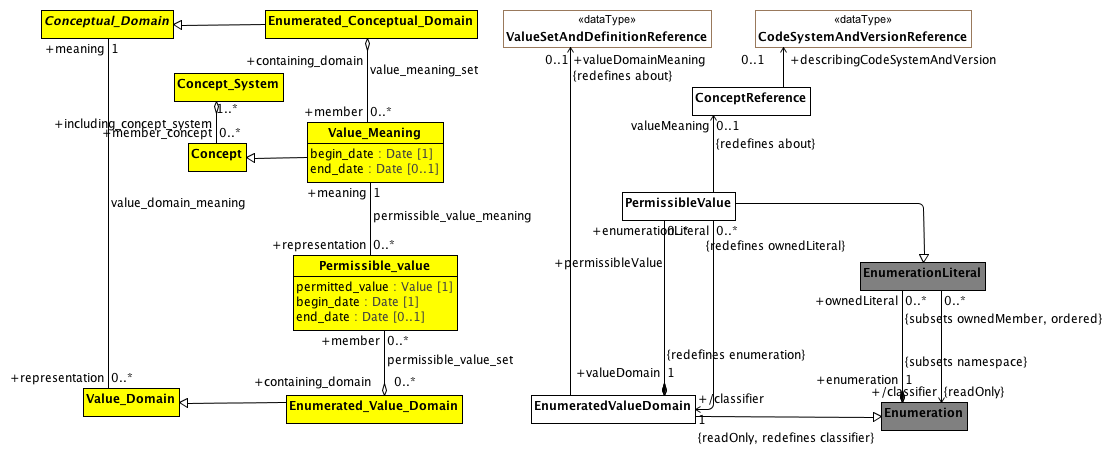 Conceptual_Domain
Enumerated_Conceptual_Domain
+meaning 1
+containing_domain
value_meaning_set
Concept_System
1..*
+including_concept_system
+member_concept 0..*
Concept
+member 0..*
Value_Meaning
begin_date : Date [1]
end_date : Date [0..1]
+meaning 1
value_domain_meaning
permissible_value_meaning
+representation 0..*
Permissible_value
permitted_value : Value [1]
begin_date : Date [1]
end_date : Date [0..1]
+member 0..*
permissible_value_set
+representation 0..*
+containing_domain 0..*
Value_Domain
Enumerated_Value_Domain
«dataType»
ValueSetAndDefinitionReference
«dataType»
CodeSystemAndVersionReference
0..1 +valueDomainMeaning
{redefines about}
0..1 +describingCodeSystemAndVersion
ConceptReference
valueMeaning 0..1
{redefines about}
PermissibleValue
+enumerationLiteral
0..*
0..*
{redefines ownedLiteral}
+permissibleValue
EnumerationLiteral
+ownedLiteral 0..* 0..*
{subsets ownedMember, ordered}
{redefines enumeration}
{subsets namespace}
+valueDomain 1
+enumeration 1
+/classifier
+/classifier {readOnly}
EnumeratedValueDomain
1
Enumeration
{readOnly, redefines classifier}